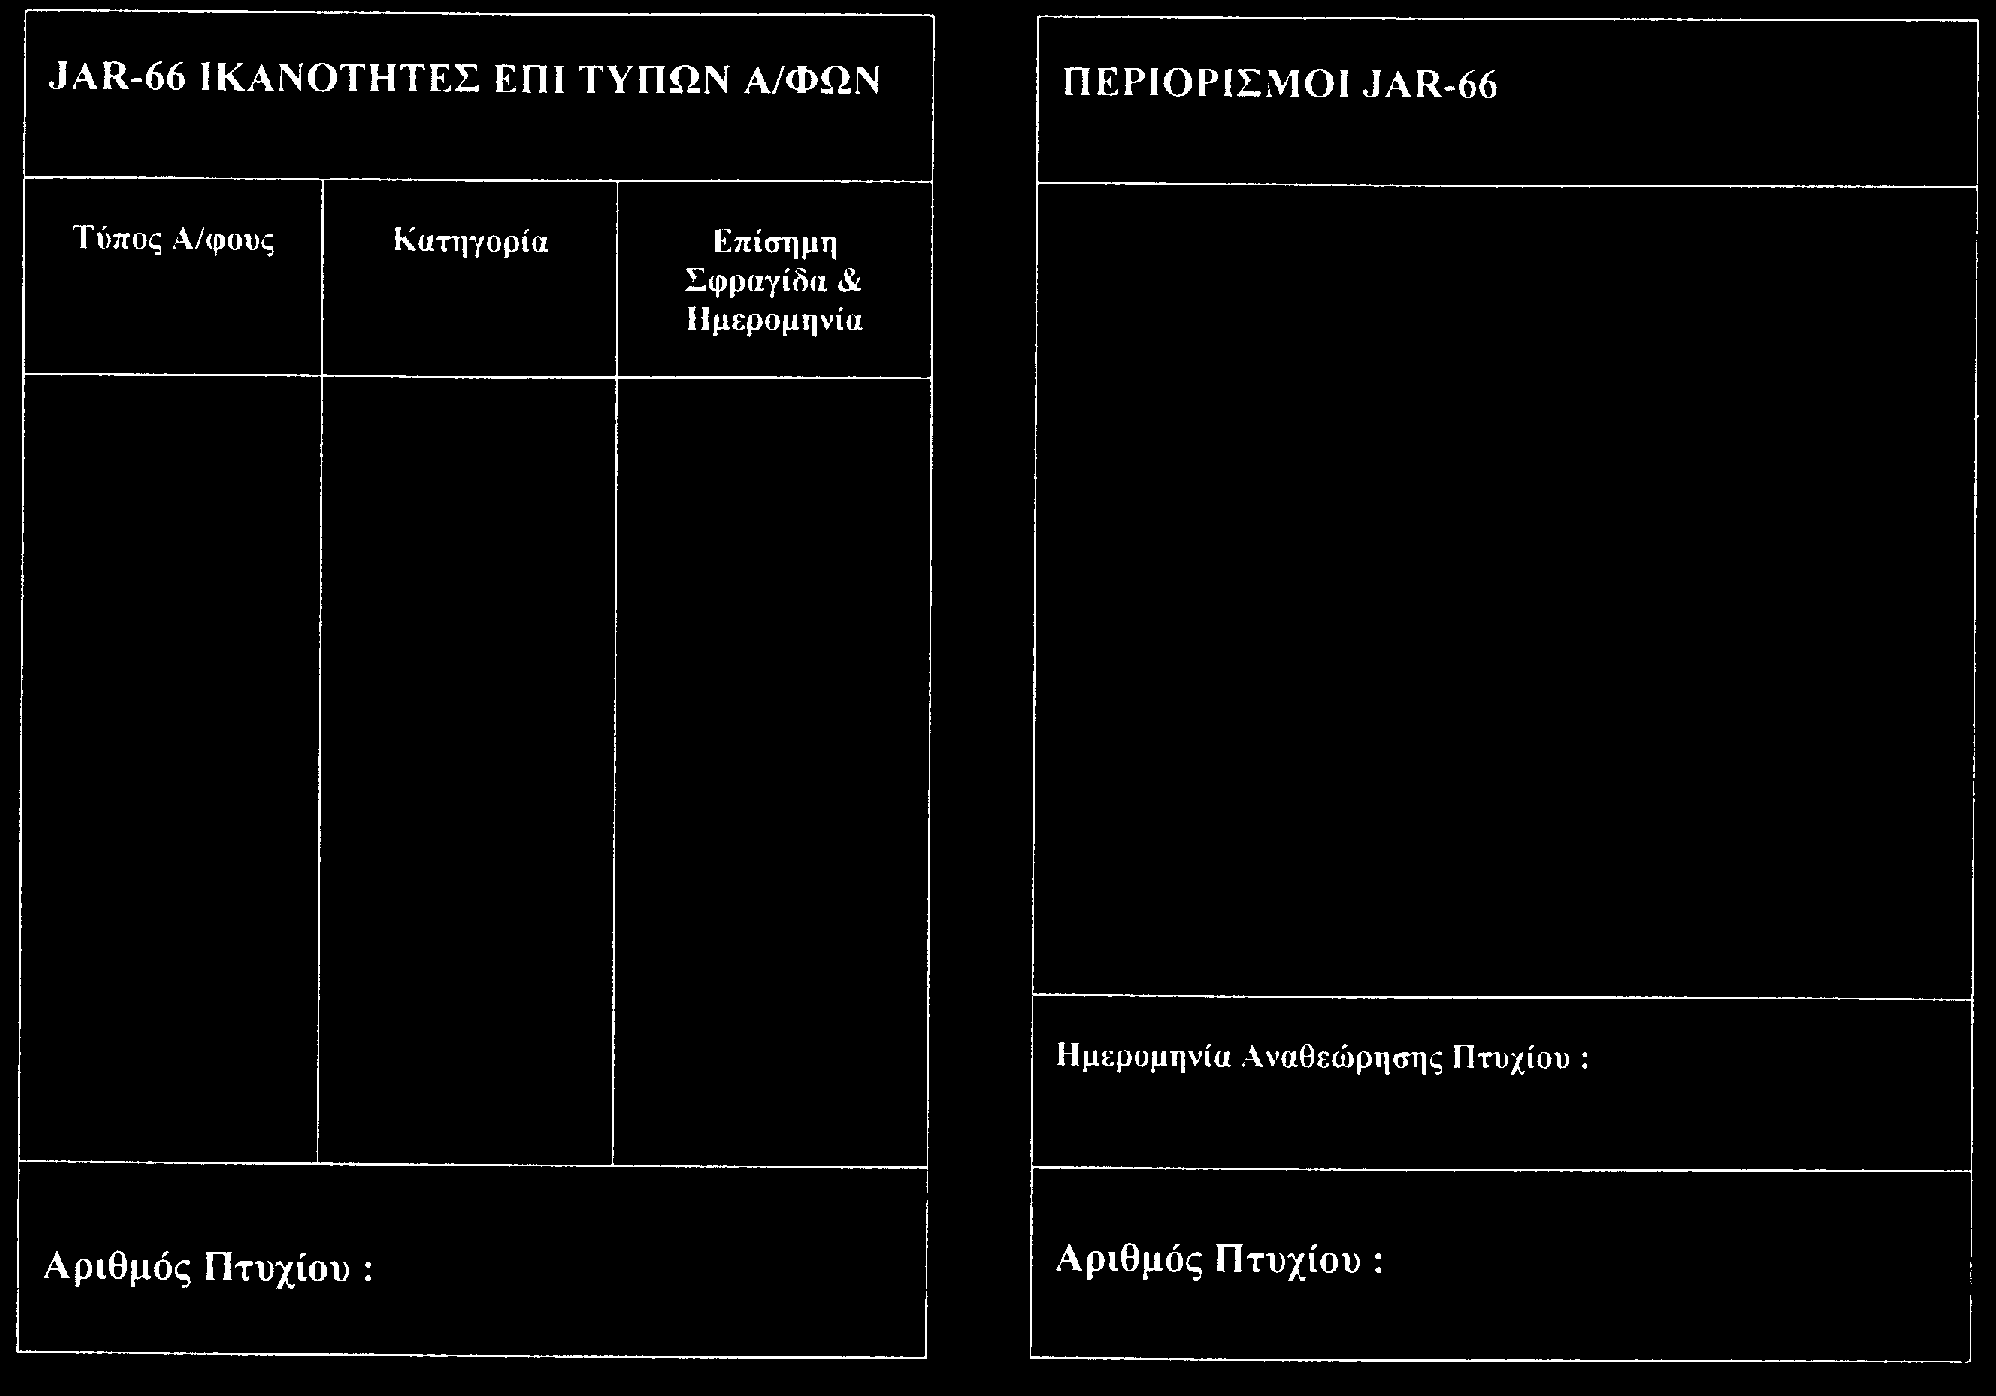 JAR-66 ΙΚΑΝΟΤΗΤΕΣ ΕΠΙ ΤΥΠΩΝ Α/ΦΩΝ
Τύπος Α/φους
Κατηγορία
Επίσημη
Σφραγίδα &
Ημερομηνία
Αριθμός Πτυχίου :
ΠΕΡΙΟΡΙΣΜΟΙ JAR-66
Ημερομηνία Αναθεώρησης Πτυχίου :
Αριθμός Πτυχίου :